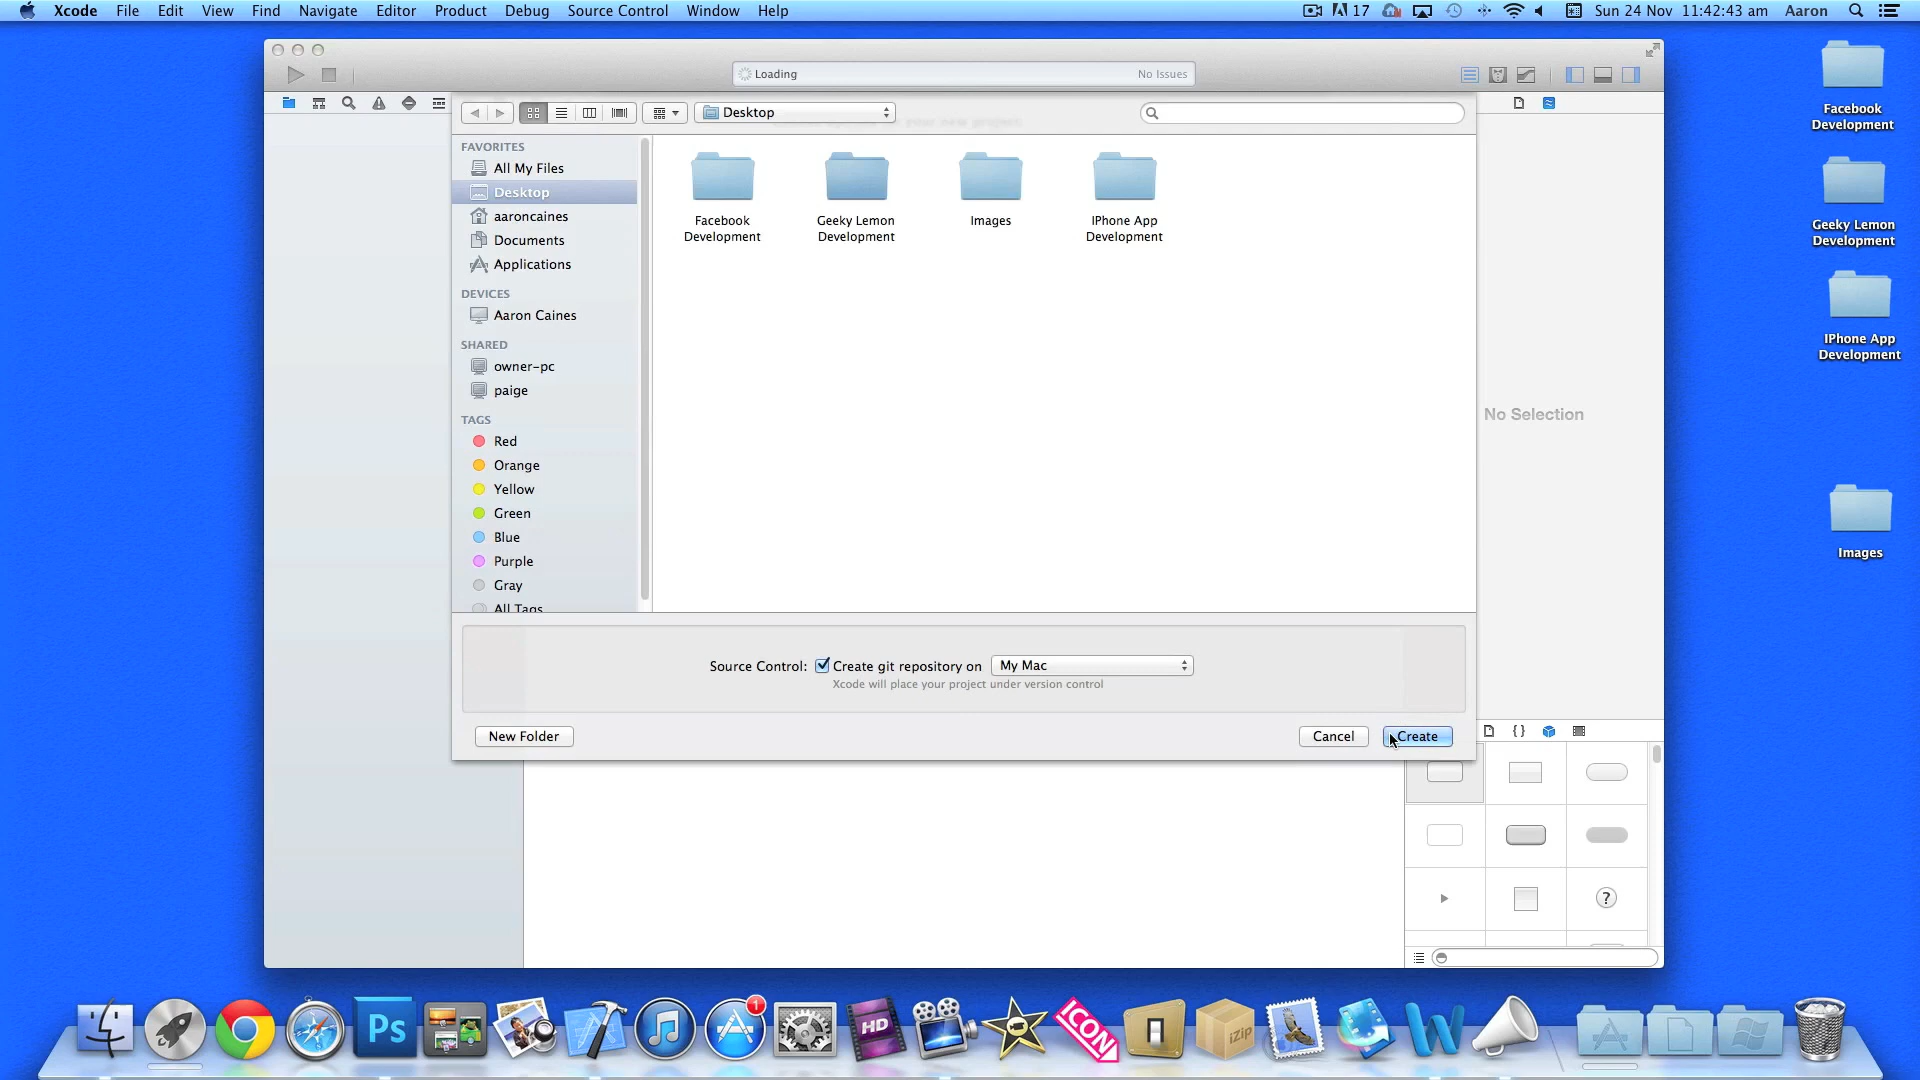 Xcode File Edit View Find Navigate Editor Product Debug Source Control Window Help 17 Sun 24 Nov 11:42:43 am Aaron
Loading No Issues
Desktop
FAVORITES
All My Files
Desktop
aaroncaines
Documents
Applications
DEVICES
Aaron Caines
SHARED
owner-pc
paige
TAGS
Red
Orange
Yellow
Green
Blue
Purple
Gray
All Tags
Facebook
Development
Geeky Lemon
Development
Images
IPhone App
Development
Source Control: Create git repository on My Mac
Xcode will place your project under version control
New Folder Cancel Create
No Selection
{ }
?
Facebook
Development
Geeky Lemon
Development
IPhone App
Development
Images
Ps
1
HD
ICON
iZip
W